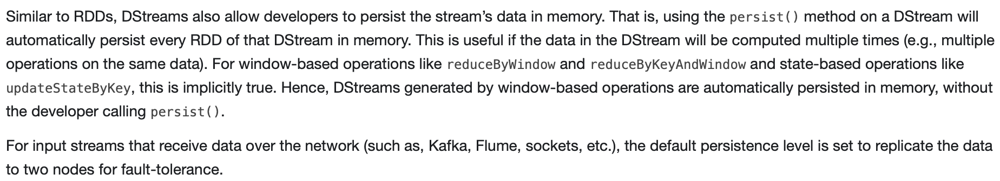 Similar to RDDs, DStreams also allow developers to persist the stream’s data in memory. That is, using the persist() method on a DStream will
automatically persist every RDD of that DStream in memory. This is useful if the data in the DStream will be computed multiple times (e.g., multiple
operations on the same data). For window-based operations like reduceByWindow and reduceByKeyAndWindow and state-based operations like
updateStateByKey, this is implicitly true. Hence, DStreams generated by window-based operations are automatically persisted in memory, without
the developer calling persist().
For input streams that receive data over the network (such as, Kafka, Flume, sockets, etc.), the default persistence level is set to replicate the data
to two nodes for fault-tolerance.